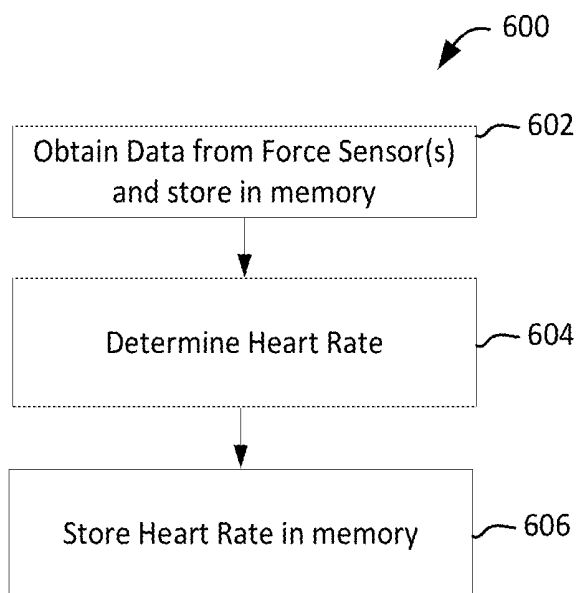 600
602
Obtain Data from Force Sensor(s)
and store in memory
Determine Heart Rate
604
Store Heart Rate in memory
606